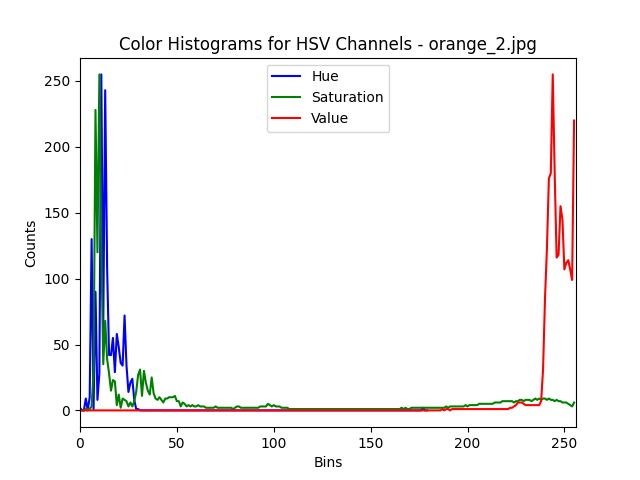 Color Histograms for HSV Channels - orange_2.jpg
Hue
Saturation
Value
250
200
150
100
50
0
Counts
0 50 100 150 200 250
Bins